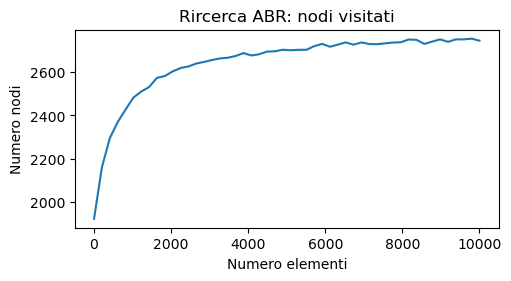 Rircerca ABR: nodi visitati
Numero nodi
2600
2400
2200
2000
0 2000 4000 6000 8000 10000
Numero elementi